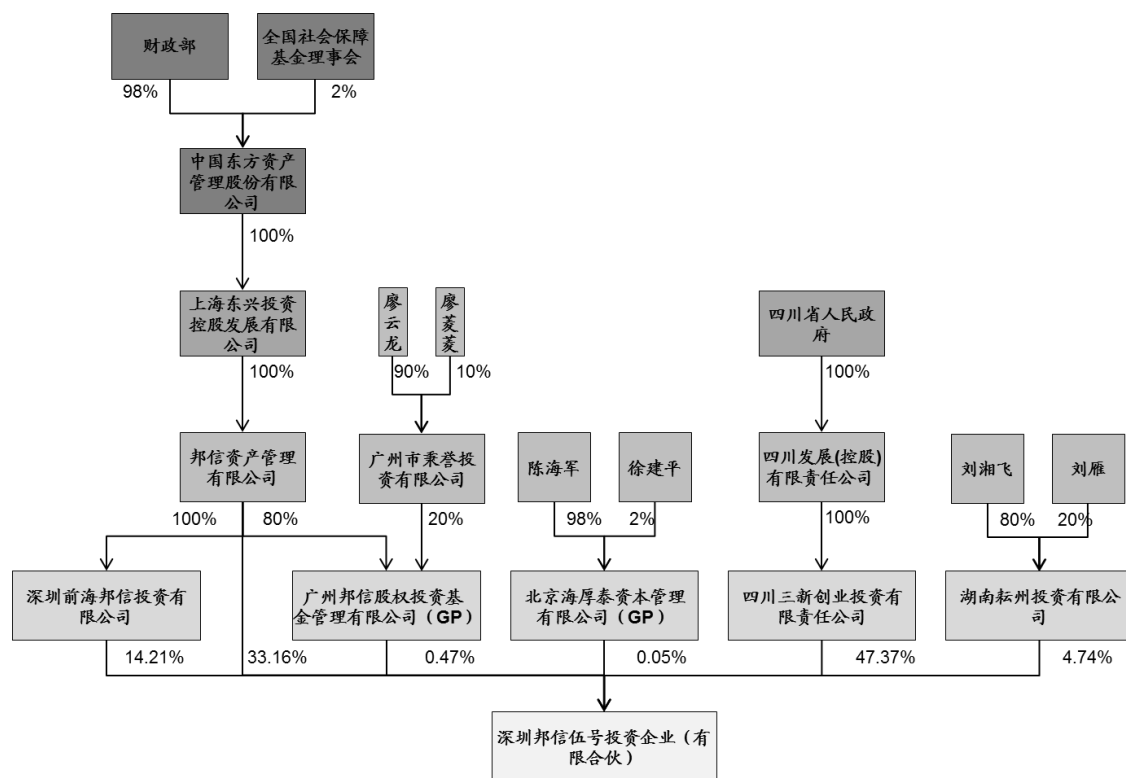 财政部
全国社会保障
基金理事会
98%
2%
中国东方资产
管理股份有限
公司
100%
上海东兴投资
控股发展有限
公司
廖云龙
廖菱菱
四川省人民政
府
100%
90%
10%
100%
邦信资产管理
有限公司
广州市秉誉投
资有限公司
陈海军
徐建平
四川发展(控股)
有限责任公司
刘湘飞
刘雁
100%
80%
20%
98%
2%
100%
80%
20%
深圳前海邦信投资有
限公司
广州邦信股权投资基
金管理有限公司（GP）
北京海厚泰资本管理
有限公司（GP）
四川三新创业投资有
限责任公司
湖南耘州投资有限公
司
14.21%
33.16%
0.47%
0.05%
47.37%
4.74%
深圳邦信伍号投资企业（有
限合伙）